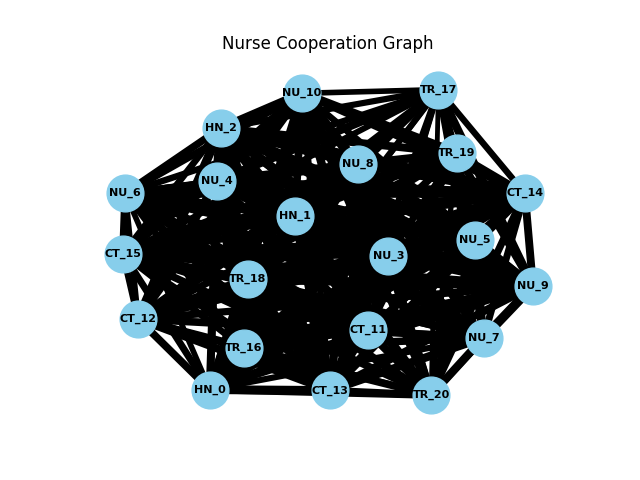 Nurse Cooperation Graph
TR_17
NU_10
HN_2
TR_19
NU_8
NU_4
NU_6
CT_14
HN_1
NU_5
CT_15
NU_3
TR_18
NU_9
CT_12
CT_11
NU_7
TR_16
HN_0
CT_13
TR_20